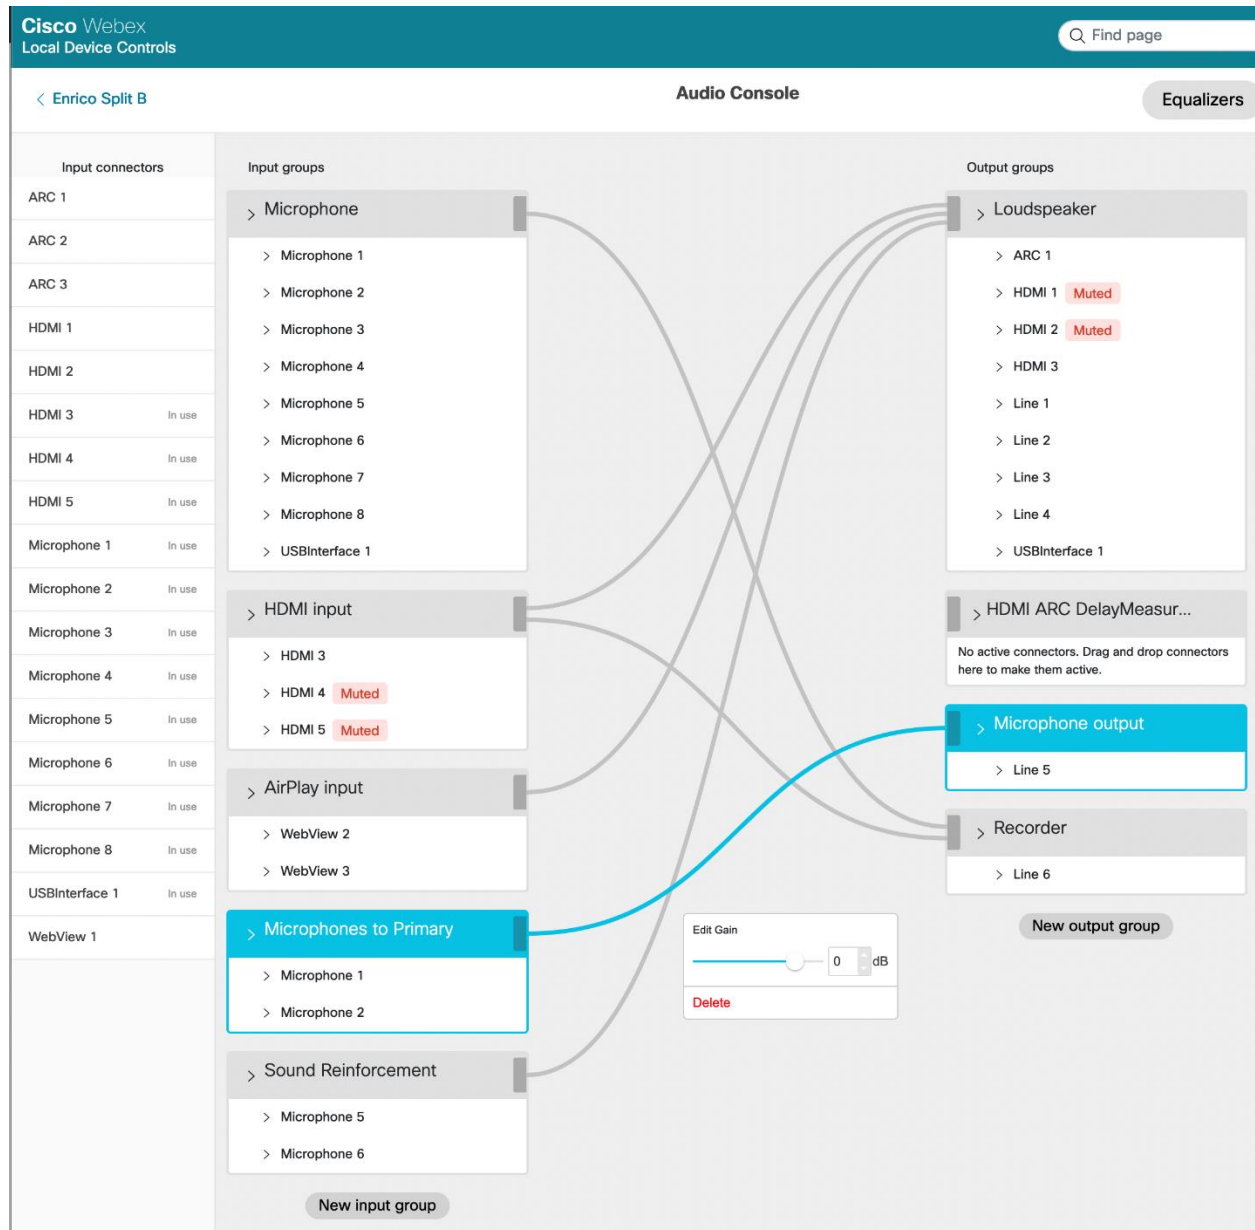 Cisco Webex
Local Device Controls
Find page
Enrico Split B
Audio Console
Equalizers
Input connectors
ARC 1
ARC 2
ARC 3
HDMI 1
HDMI 2
HDMI 3 In use
HDMI 4 In use
HDMI 5 In use
Microphone 1 In use
Microphone 2 In use
Microphone 3 In use
Microphone 4 In use
Microphone 5 In use
Microphone 6 In use
Microphone 7 In use
Microphone 8 In use
USBInterface 1 In use
WebView 1
Input groups
Microphone
Microphone 1
Microphone 2
Microphone 3
Microphone 4
Microphone 5
Microphone 6
Microphone 7
Microphone 8
USBInterface 1
HDMI input
HDMI 3
HDMI 4 Muted
HDMI 5 Muted
AirPlay input
WebView 2
WebView 3
Microphones to Primary
Microphone 1
Microphone 2
Sound Reinforcement
Microphone 5
Microphone 6
New input group
Edit Gain
0 dB
Delete
Output groups
Loudspeaker
ARC 1
HDMI 1 Muted
HDMI 2 Muted
HDMI 3
Line 1
Line 2
Line 3
Line 4
USBInterface 1
HDMI ARC DelayMeasur...
No active connectors. Drag and drop connectors
here to make them active.
Microphone output
Line 5
Recorder
Line 6
New output group